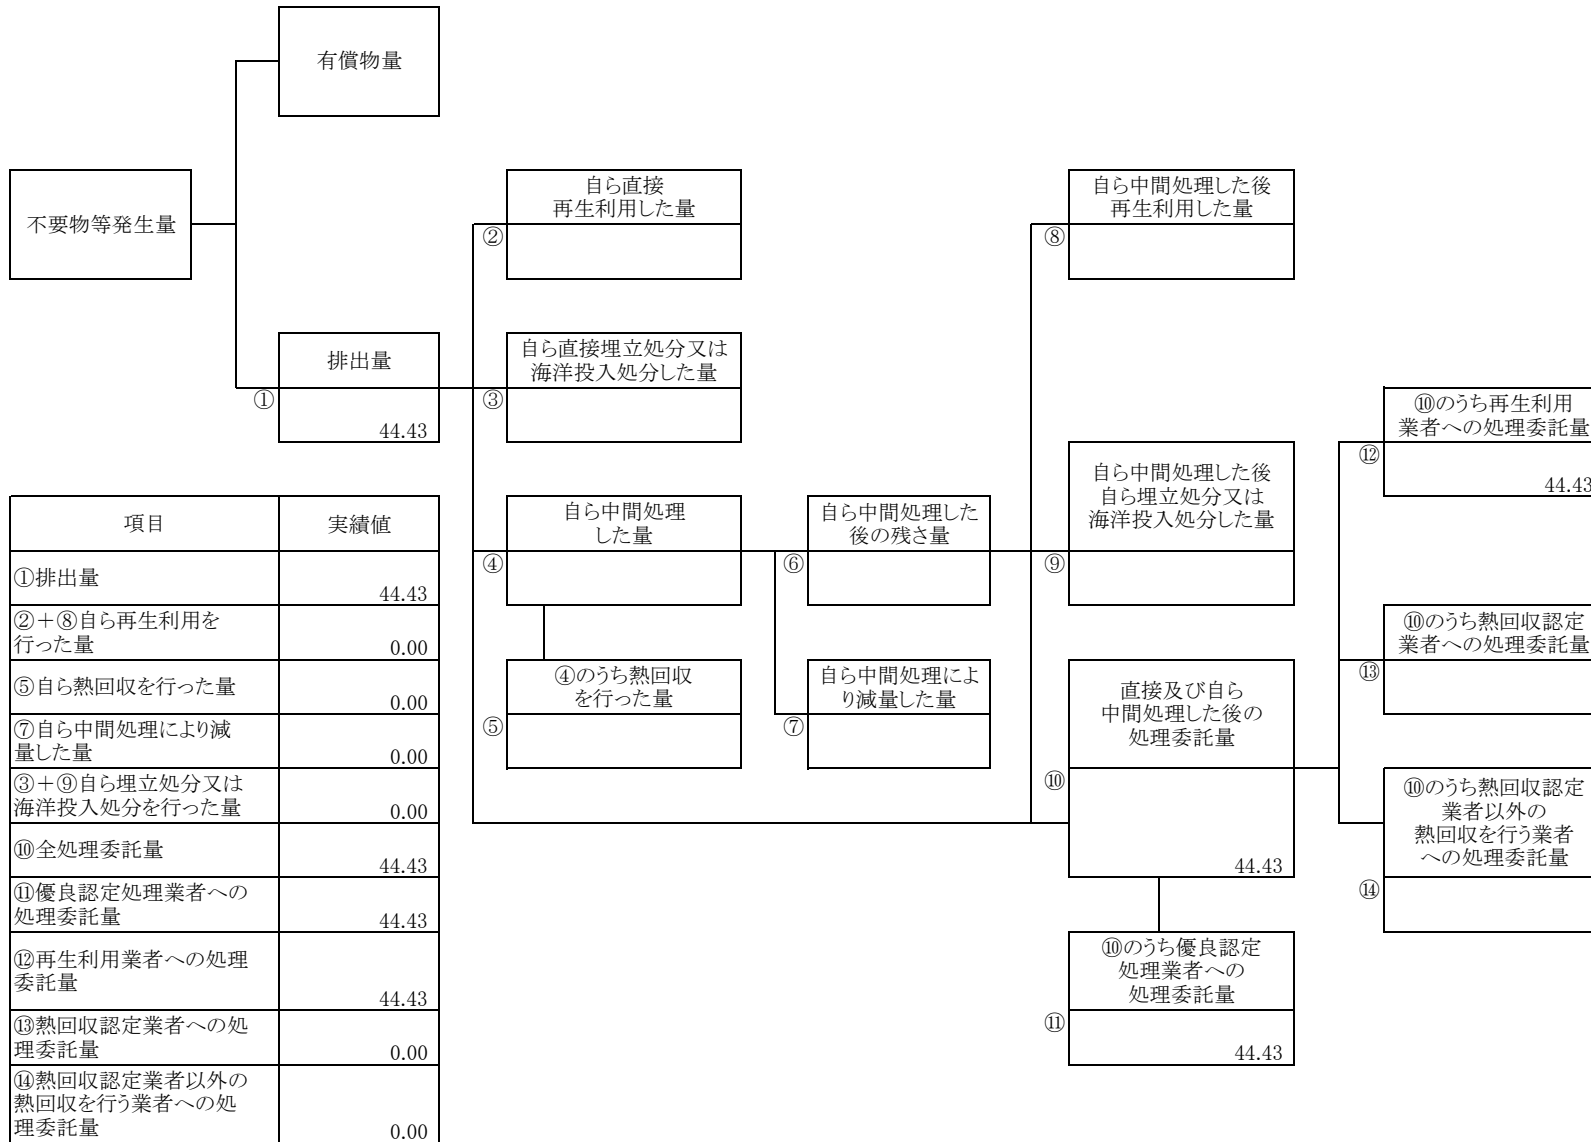 有償物量
不要物等発生量
排出量
①
44.43
自ら直接
再生利用した量
②
自ら直接埋立処分又は
海洋投入処分した量
③
自ら中間処理
した量
④
④のうち熱回収
を行った量
⑤
自ら中間処理した
後の残さ量
⑥
自ら中間処理によ
り減量した量
⑦
自ら中間処理した後
再生利用した量
⑧
自ら中間処理した後
自ら埋立処分又は
海洋投入処分した量
⑨
直接及び自ら
中間処理した後の
処理委託量
⑩
44.43
⑩のうち優良認定
処理業者への
処理委託量
⑪
44.43
⑩のうち再生利用
業者への処理委託量
⑫
44.43
⑩のうち熱回収認定
業者への処理委託量
⑬
⑩のうち熱回収認定
業者以外の
熱回収を行う業者
への処理委託量
⑭
項目 実績値
①排出量
44.43
②＋⑧自ら再生利用を
行った量 0.00
⑤自ら熱回収を行った量
0.00
⑦自ら中間処理により減
量した量 0.00
③＋⑨自ら埋立処分又は
海洋投入処分を行った量 0.00
⑩全処理委託量
44.43
⑪優良認定処理業者への
処理委託量 44.43
⑫再生利用業者への処理
委託量
44.43
⑬熱回収認定業者への処
理委託量 0.00
⑭熱回収認定業者以外の
熱回収を行う業者への処
理委託量 0.00